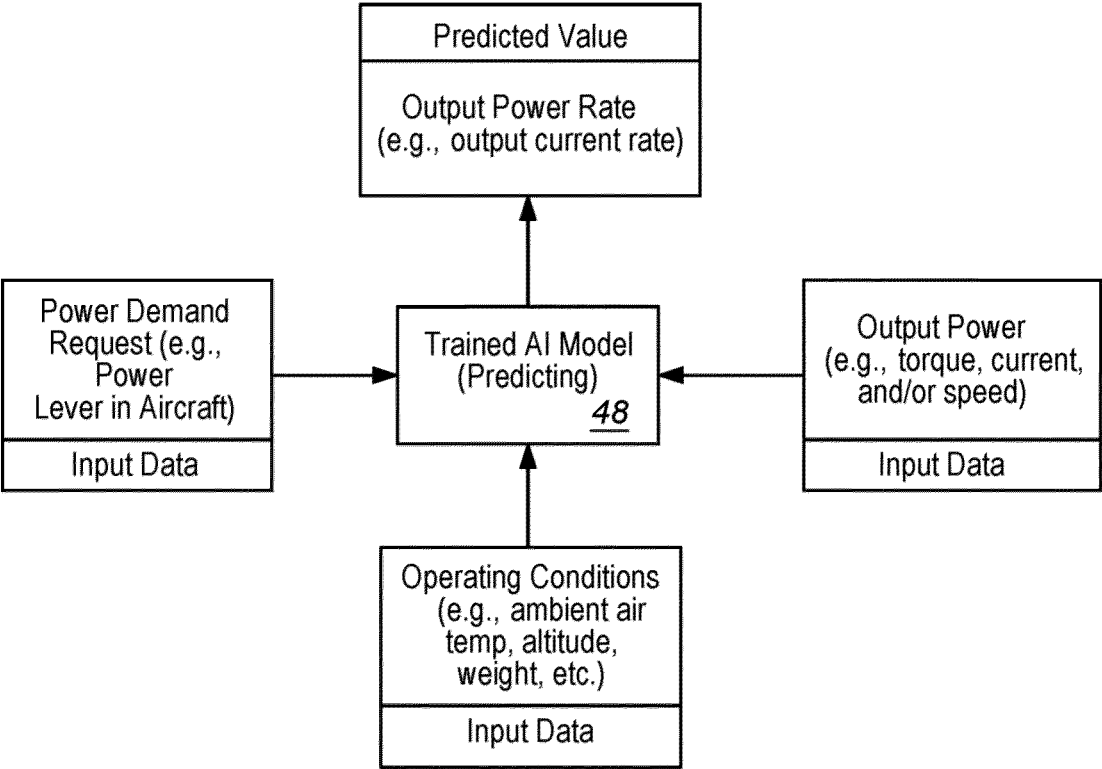 Predicted Value
Output Power Rate
(e.g., output current rate)
Power Demand
Request (e.g.,
Power
Lever in Aircraft)
Input Data
Trained AI Model
(Predicting)
48
Output Power
(e.g., torque, current,
and/or speed)
Input Data
Operating Conditions
(e.g., ambient air
temp, altitude,
weight, etc.)
Input Data